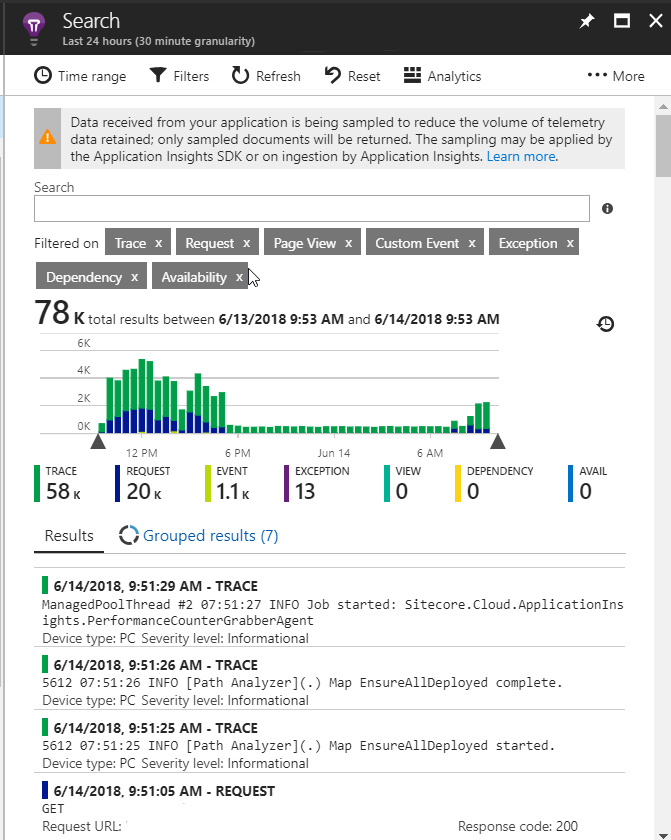 Search
Last 24 hours (30 minute granularity)
Time range Filters Refresh Reset Analytics ••• More
Data received from your application is being sampled to reduce the volume of telemetry
data retained; only sampled documents will be returned. The sampling may be applied by
the Application Insights SDK or on ingestion by Application Insights. Learn more.
Search
Filtered on Trace x Request x Page View x Custom Event x Exception x
Dependency x Availability x
78 K total results between 6/13/2018 9:53 AM and 6/14/2018 9:53 AM
6K
4K
2K
0K
12 PM 6 PM Jun 14 6 AM
TRACE REQUEST EVENT EXCEPTION VIEW DEPENDENCY AVAIL
58 K 20 K 1.1 K 13 0 0 0
Results Grouped results (7)
6/14/2018, 9:51:29 AM - TRACE
ManagedPoolThread #2 07:51:27 INFO Job started: Sitecore.Cloud.ApplicationIns
ights.PerformanceCounterGrabberAgent
Device type: PC Severity level: Informational
6/14/2018, 9:51:26 AM - TRACE
5612 07:51:26 INFO [Path Analyzer](.) Map EnsureAllDeployed complete.
Device type: PC Severity level: Informational
6/14/2018, 9:51:25 AM - TRACE
5612 07:51:25 INFO [Path Analyzer](.) Map EnsureAllDeployed started.
Device type: PC Severity level: Informational
6/14/2018, 9:51:05 AM - REQUEST
GET
Request URL: Response code: 200